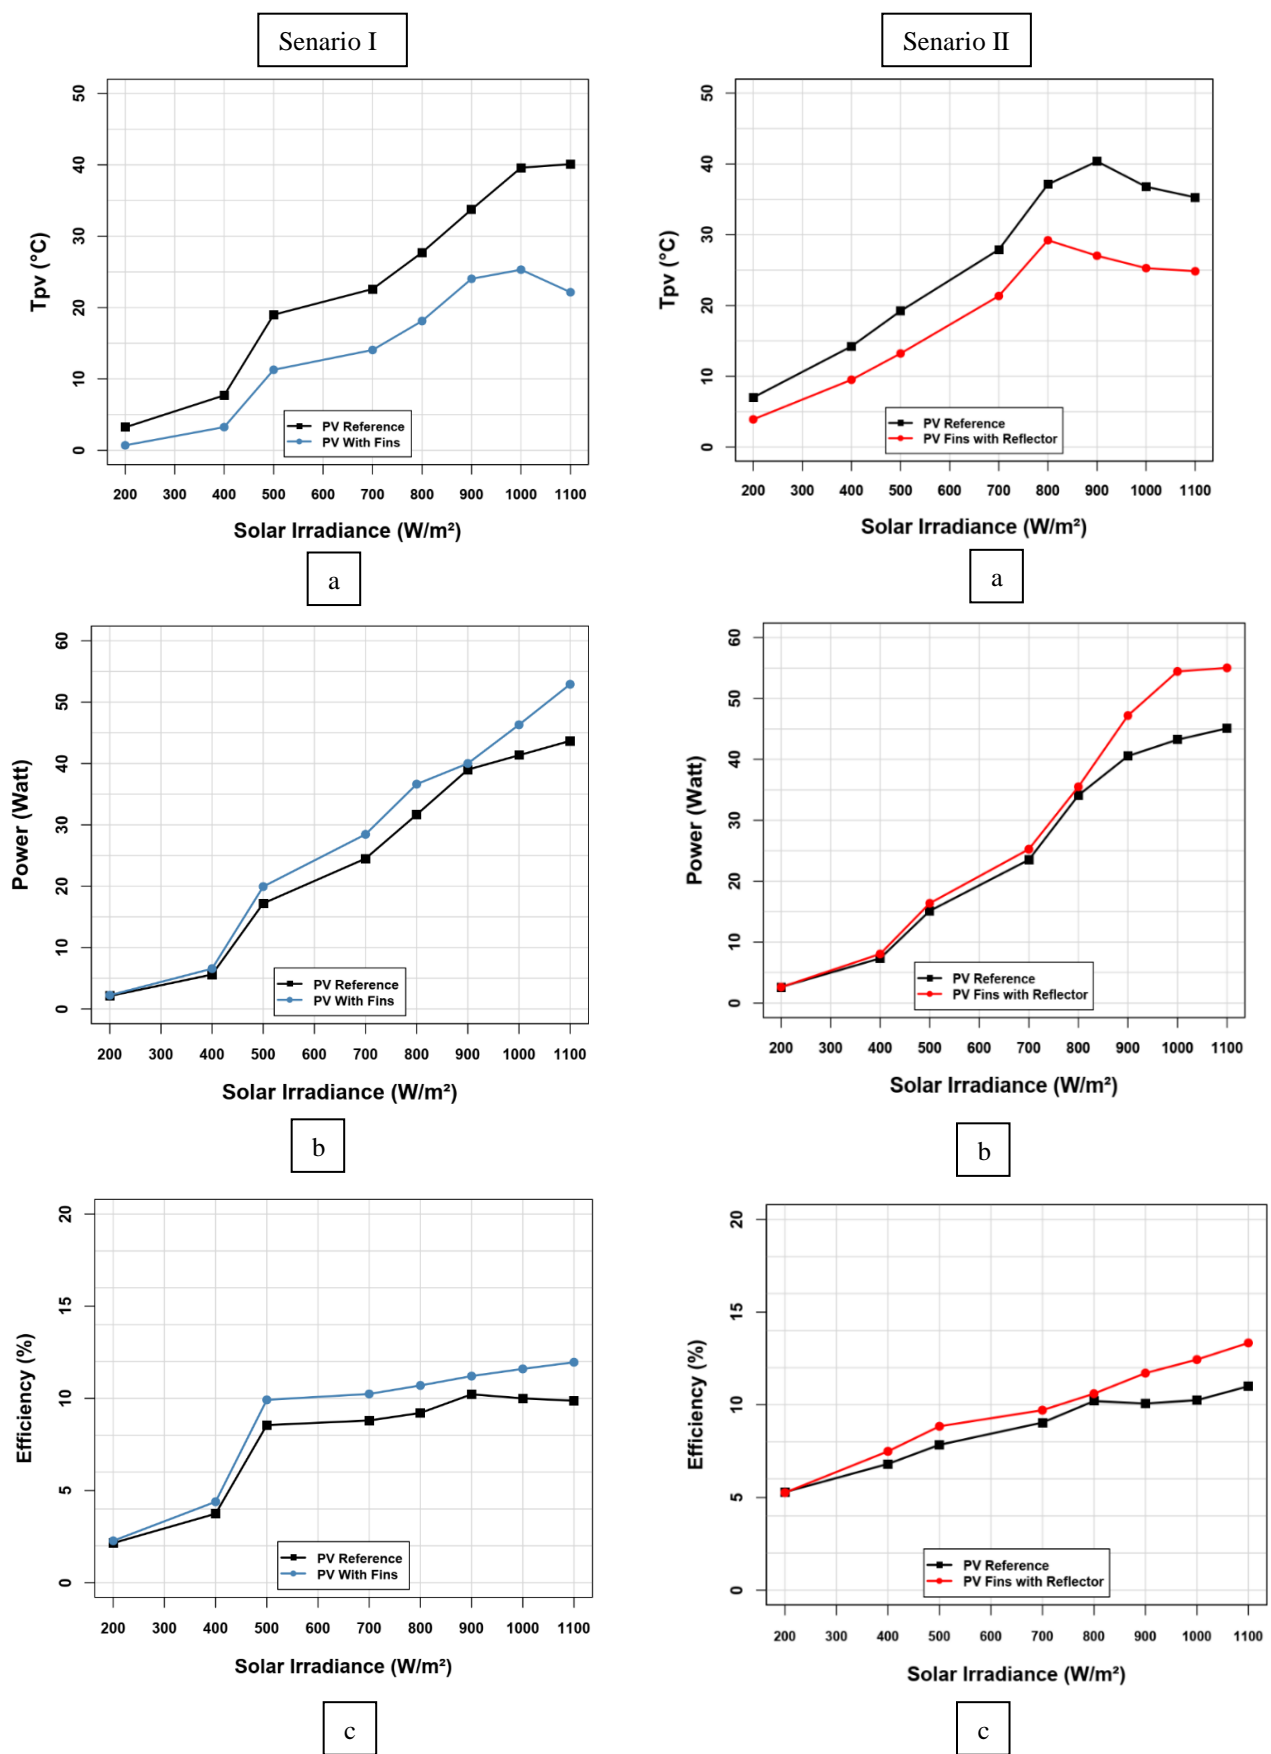 Senario I
Senario II
50
40
30
20
10
0
Tpv (°C)
PV Reference
PV With Fins
200 300 400 500 600 700 800 900 1000 1100
Solar Irradiance (W/m²)
a
50
40
30
20
10
0
Tpv (°C)
PV Reference
PV Fins with Reflector
200 300 400 500 600 700 800 900 1000 1100
Solar Irradiance (W/m²)
a
60
50
40
30
20
10
0
Power (Watt)
PV Reference
PV With Fins
200 300 400 500 600 700 800 900 1000 1100
Solar Irradiance (W/m²)
b
60
50
40
30
20
10
0
Power (Watt)
PV Reference
PV Fins with Reflector
200 300 400 500 600 700 800 900 1000 1100
Solar Irradiance (W/m²)
b
20
15
10
5
0
Efficiency (%)
PV Reference
PV With Fins
200 300 400 500 600 700 800 900 1000 1100
Solar Irradiance (W/m²)
c
20
15
10
5
0
Efficiency (%)
PV Reference
PV Fins with Reflector
200 300 400 500 600 700 800 900 1000 1100
Solar Irradiance (W/m²)
c